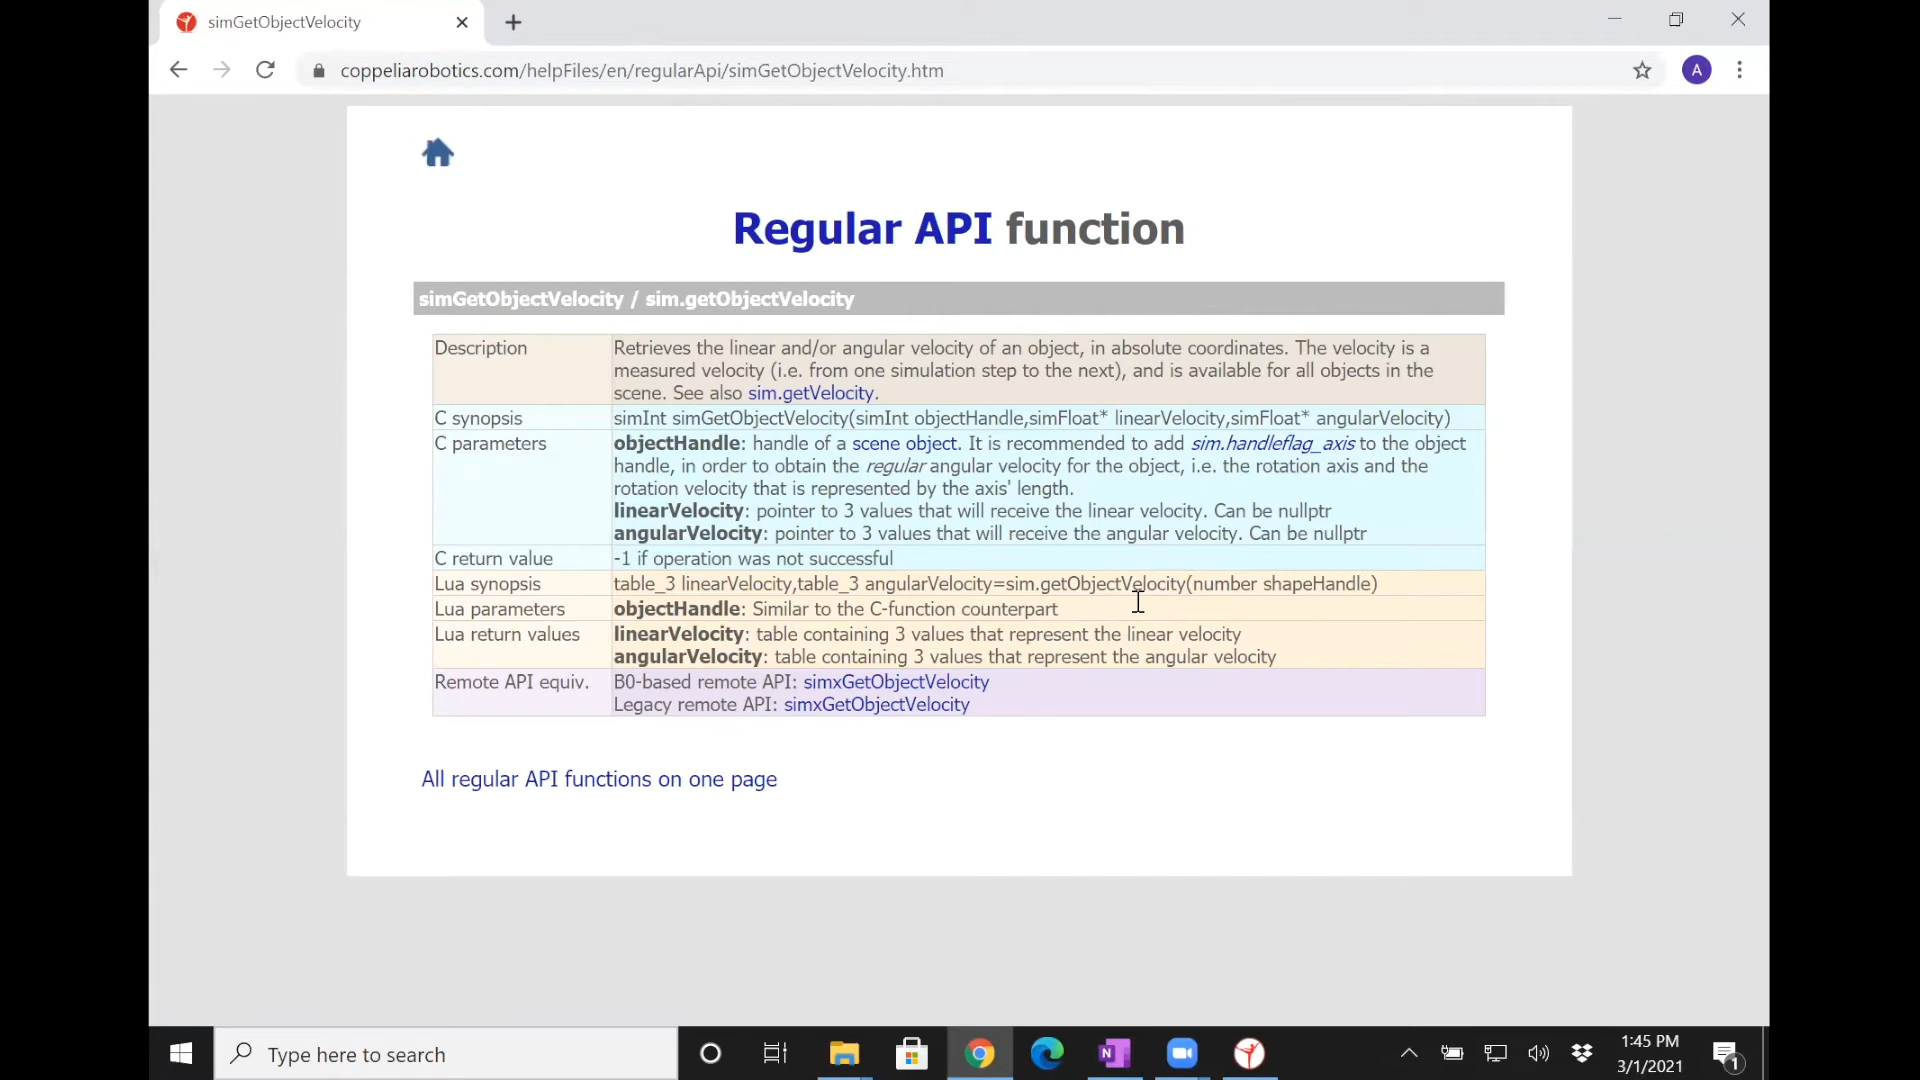 simGetObjectVelocity
coppeliarobotics.com/helpFiles/en/regularApi/simGetObjectVelocity.htm
A
Regular API function
simGetObjectVelocity / sim.getObjectVelocity
Description
Retrieves the linear and/or angular velocity of an object, in absolute coordinates. The velocity is a
measured velocity (i.e. from one simulation step to the next), and is available for all objects in the
scene. See also sim.getVelocity.
C synopsis
simInt simGetObjectVelocity(simInt objectHandle,simFloat* linearVelocity,simFloat* angularVelocity)
C parameters
objectHandle: handle of a scene object. It is recommended to add sim.handleflag_axis to the object
handle, in order to obtain the regular angular velocity for the object, i.e. the rotation axis and the
rotation velocity that is represented by the axis' length.
linearVelocity: pointer to 3 values that will receive the linear velocity. Can be nullptr
angularVelocity: pointer to 3 values that will receive the angular velocity. Can be nullptr
C return value
-1 if operation was not successful
Lua synopsis
table_3 linearVelocity,table_3 angularVelocity=sim.getObjectVelocity(number shapeHandle)
Lua parameters
objectHandle: Similar to the C-function counterpart
Lua return values
linearVelocity: table containing 3 values that represent the linear velocity
angularVelocity: table containing 3 values that represent the angular velocity
Remote API equiv.
B0-based remote API: simxGetObjectVelocity
Legacy remote API: simxGetObjectVelocity
All regular API functions on one page
Type here to search
N
1:45 PM
3/1/2021
1